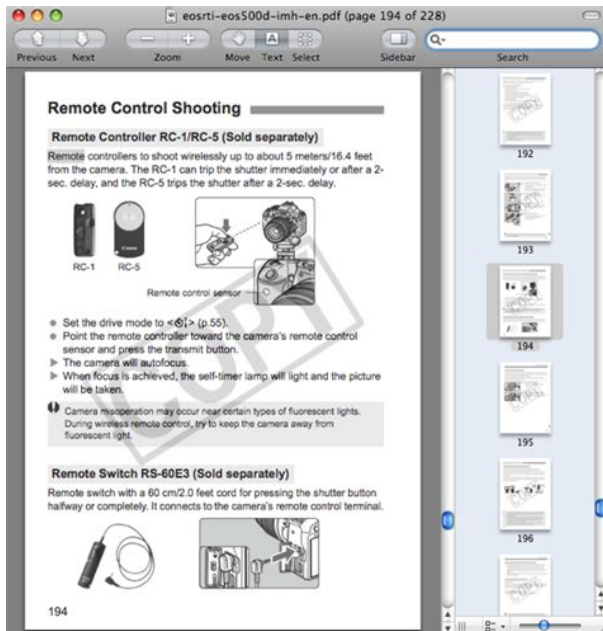 eosrti-eos500d-imh-en.pdf (page 194 of 228)
Previous Next Zoom Move Text Select Sidebar Search
Remote Control Shooting
Remote Controller RC-1/RC-5 (Sold separately)
Remote controllers to shoot wirelessly up to about 5 meters/16.4 feet
from the camera. The RC-1 can trip the shutter immediately or after a 2-
sec. delay, and the RC-5 trips the shutter after a 2-sec. delay.
RC-1 RC-5
Remote control sensor
Set the drive mode to < > (p.55).
Point the remote controller toward the camera's remote control
sensor and press the transmit button.
The camera will autofocus.
When focus is achieved, the self-timer lamp will light and the picture
will be taken.
Camera misoperation may occur near certain types of fluorescent lights.
During wireless remote control, try to keep the camera away from
fluorescent light.
Remote Switch RS-60E3 (Sold separately)
Remote switch with a 60 cm/2.0 feet cord for pressing the shutter button
halfway or completely. It connects to the camera's remote control terminal.
194
COPY
192
193
194
195
196